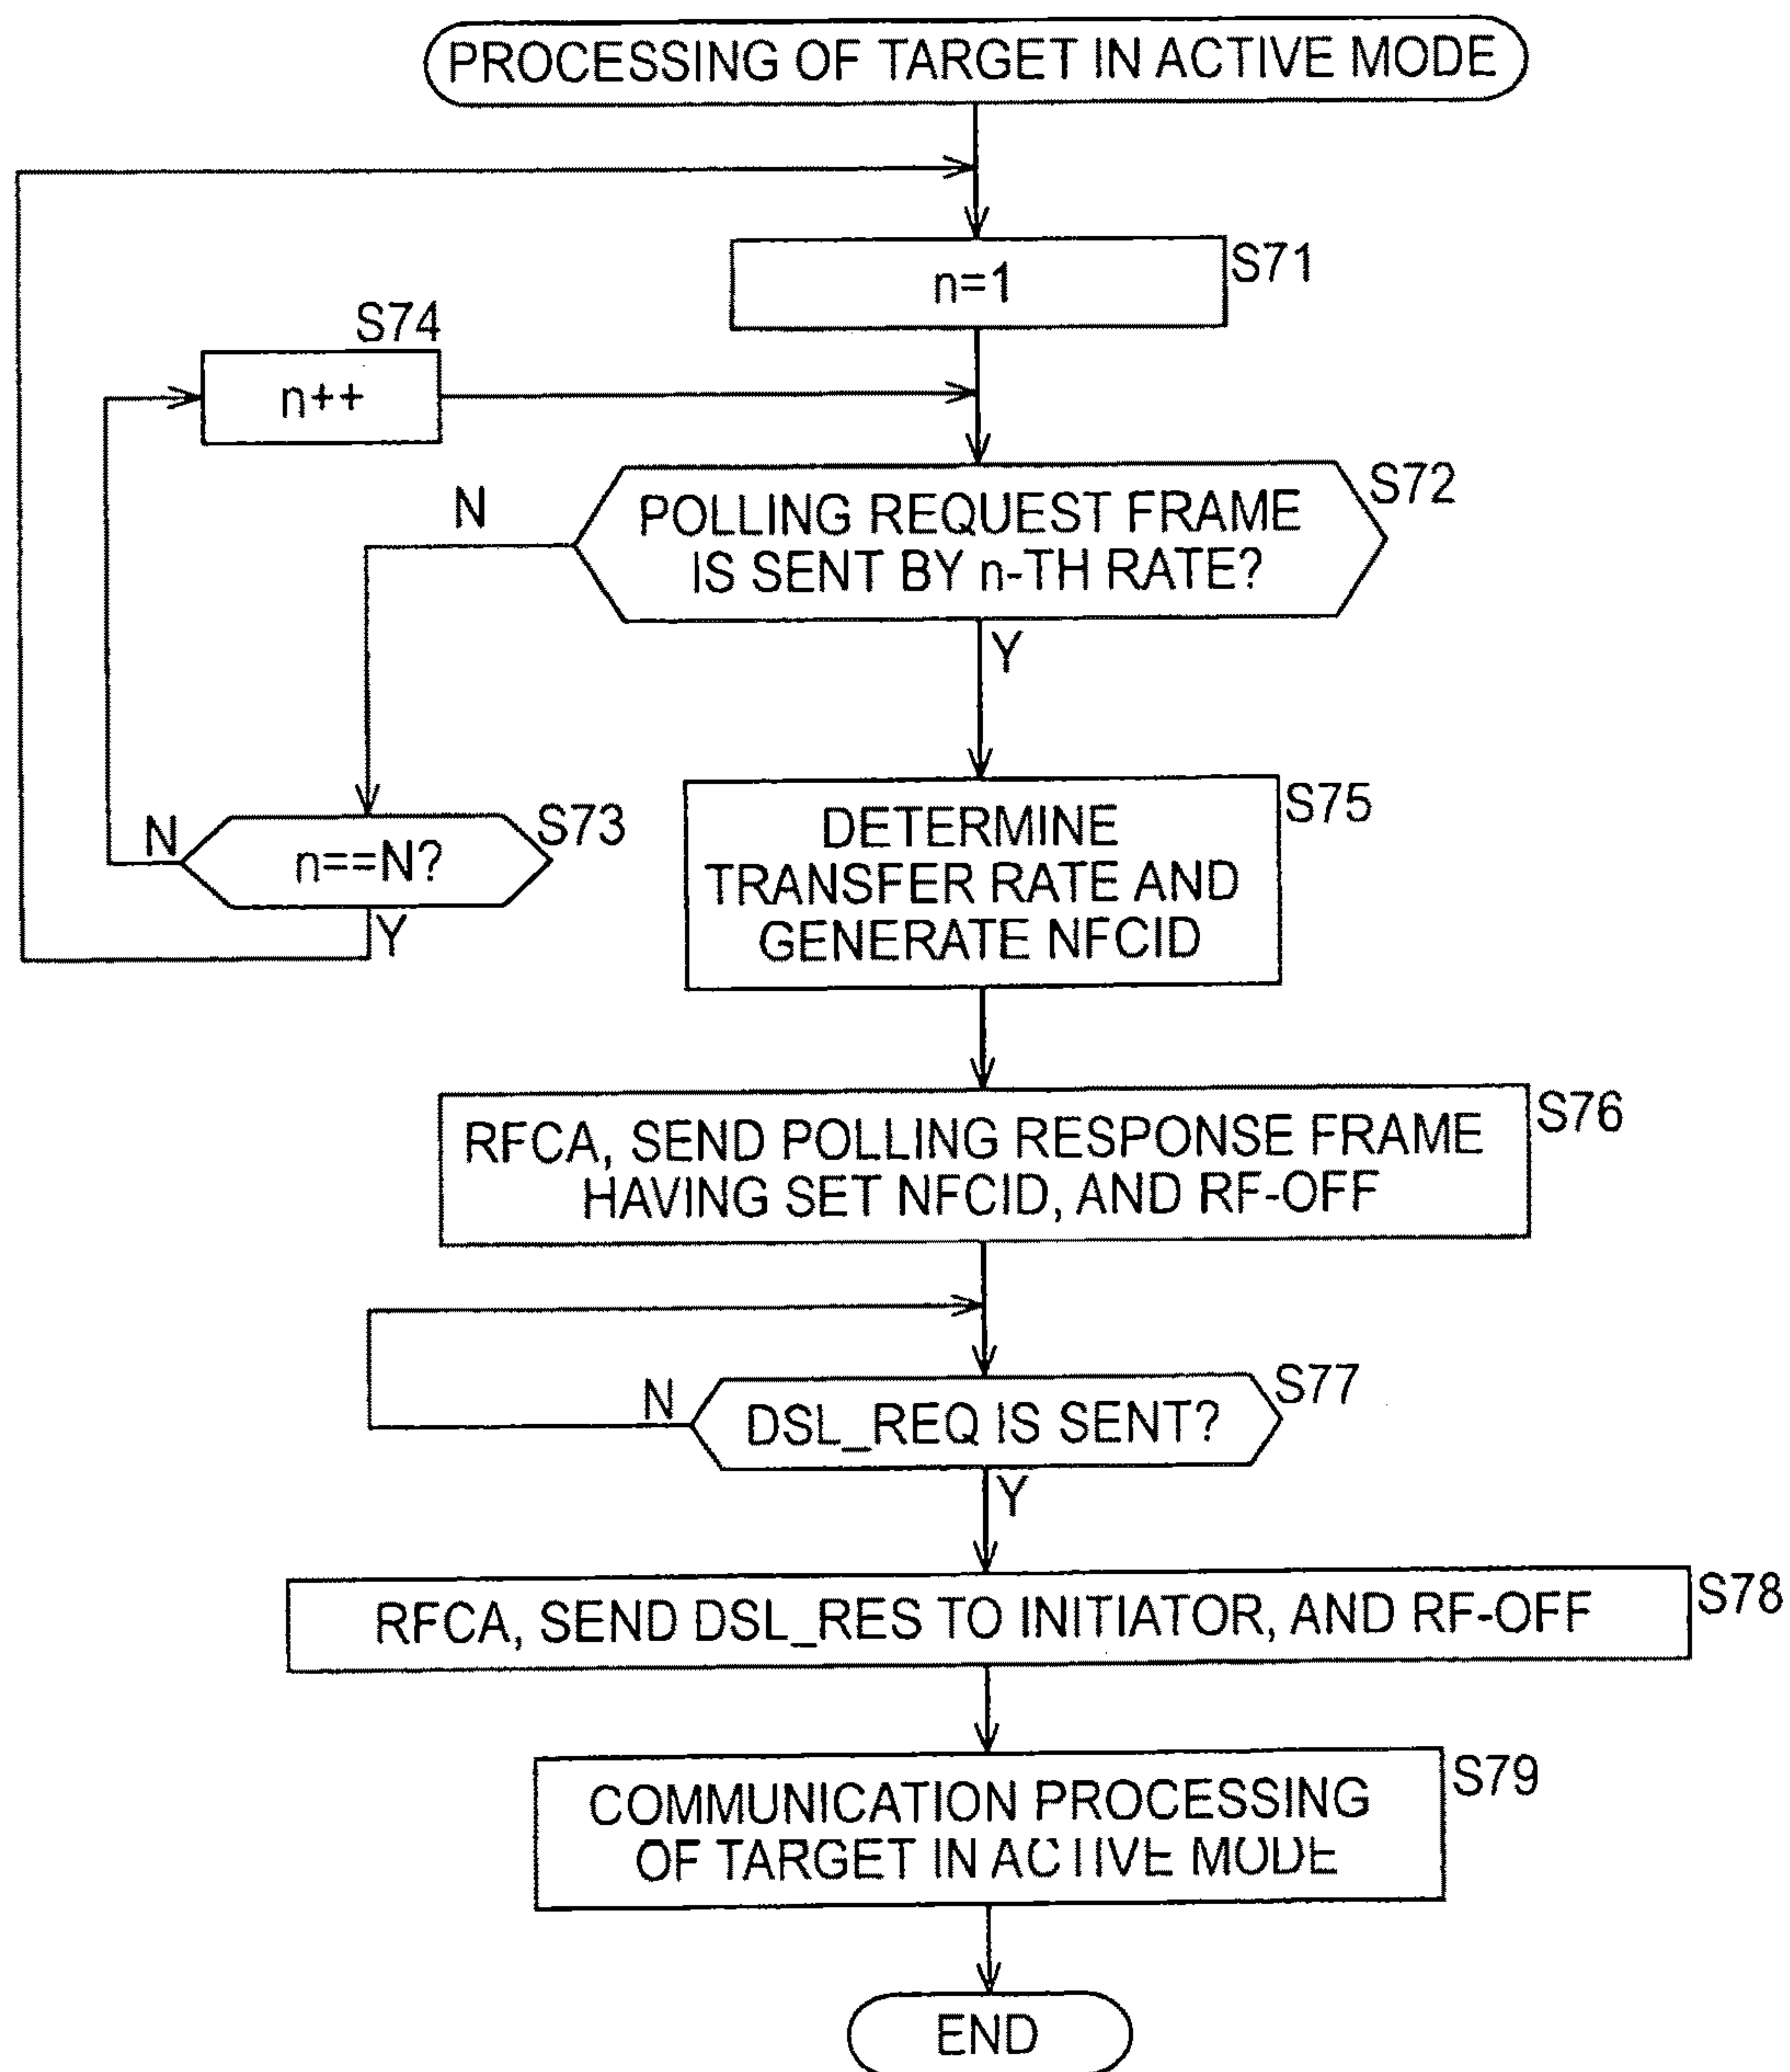 PROCESSING OF TARGET IN ACTIVE MODE
n=1
S71
S74
n++
S72
POLLING REQUEST FRAME
IS SENT BY n-TH RATE?
N
Y
S73
n==N?
N
Y
S75
DETERMINE
TRANSFER RATE AND
GENERATE NFCID
S76
RFCA, SEND POLLING RESPONSE FRAME
HAVING SET NFCID, AND RF-OFF
S77
DSL_REQ IS SENT?
N
Y
S78
RFCA, SEND DSL_RES TO INITIATOR, AND RF-OFF
S79
COMMUNICATION PROCESSING
OF TARGET IN ACTIVE MODE
END